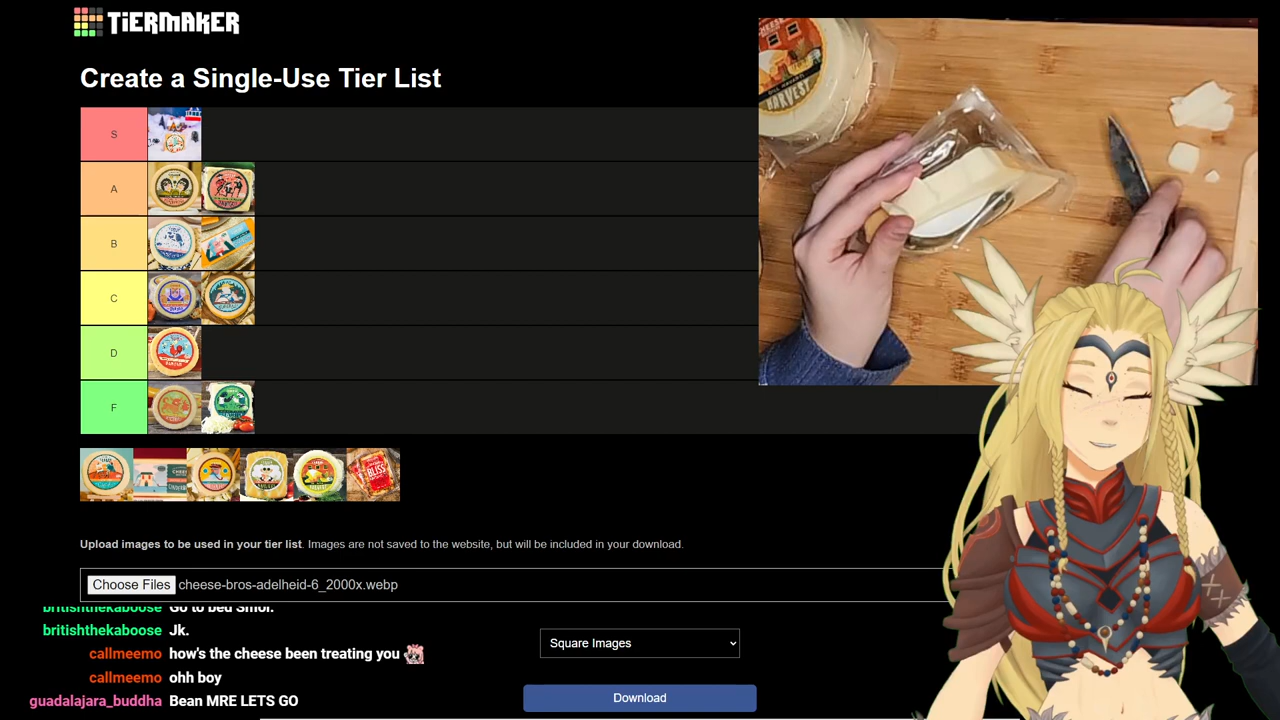 TiERMAKER
Create a Single-Use Tier List
S
A
B
C
D
F
CHEESE
HARVEST
BLISS
Upload images to be used in your tier list. Images are not saved to the website, but will be included in your download.
Choose Files cheese-bros-adelheid-6_2000x.webp
britishthekaboose Go to bed Smol.
britishthekaboose Jk.
callmeemo how's the cheese been treating you
callmeemo ohh boy
guadalajara_buddha Bean MRE LETS GO
Square Images
Download